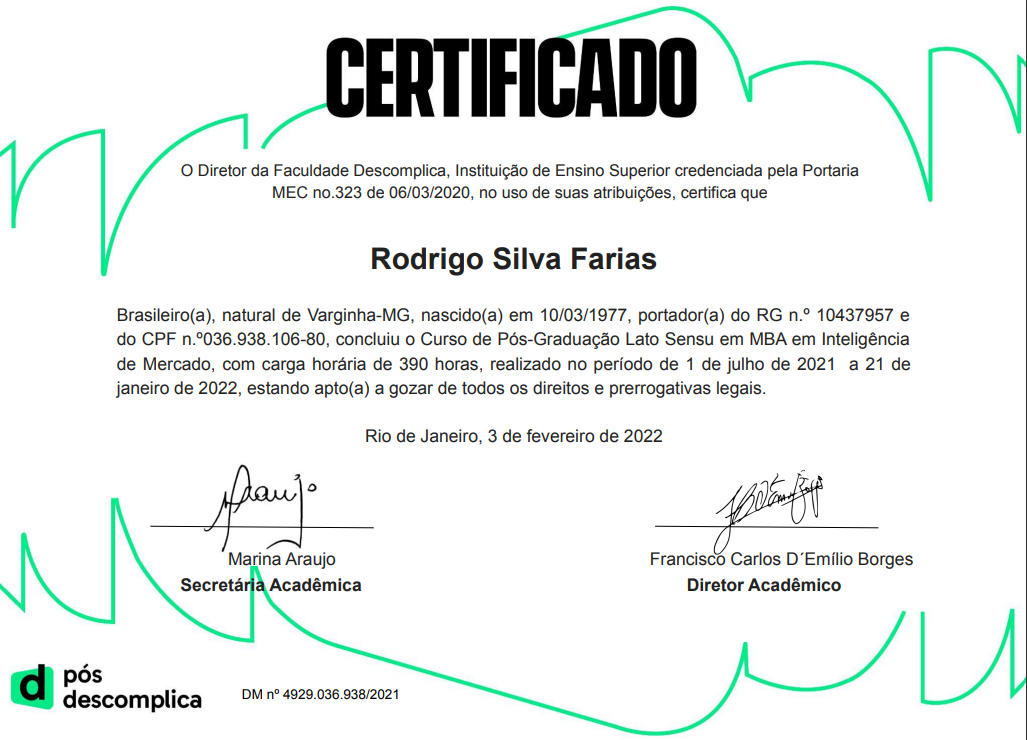 CERTIFICADO
O Diretor da Faculdade Descomplica, Instituição de Ensino Superior credenciada pela Portaria
MEC no.323 de 06/03/2020, no uso de suas atribuições, certifica que
Rodrigo Silva Farias
Brasileiro(a), natural de Varginha-MG, nascido(a) em 10/03/1977, portador(a) do RG n.º 10437957 e
do CPF n.º036.938.106-80, concluiu o Curso de Pós-Graduação Lato Sensu em MBA em Inteligência
de Mercado, com carga horária de 390 horas, realizado no período de 1 de julho de 2021 a 21 de
janeiro de 2022, estando apto(a) a gozar de todos os direitos e prerrogativas legais.
Rio de Janeiro, 3 de fevereiro de 2022
Araujo
Marina Araujo
Secretária Acadêmica
Francisco Carlos D´Emílio Borges
Diretor Acadêmico
d pós
descomplica
DM nº 4929.036.938/2021